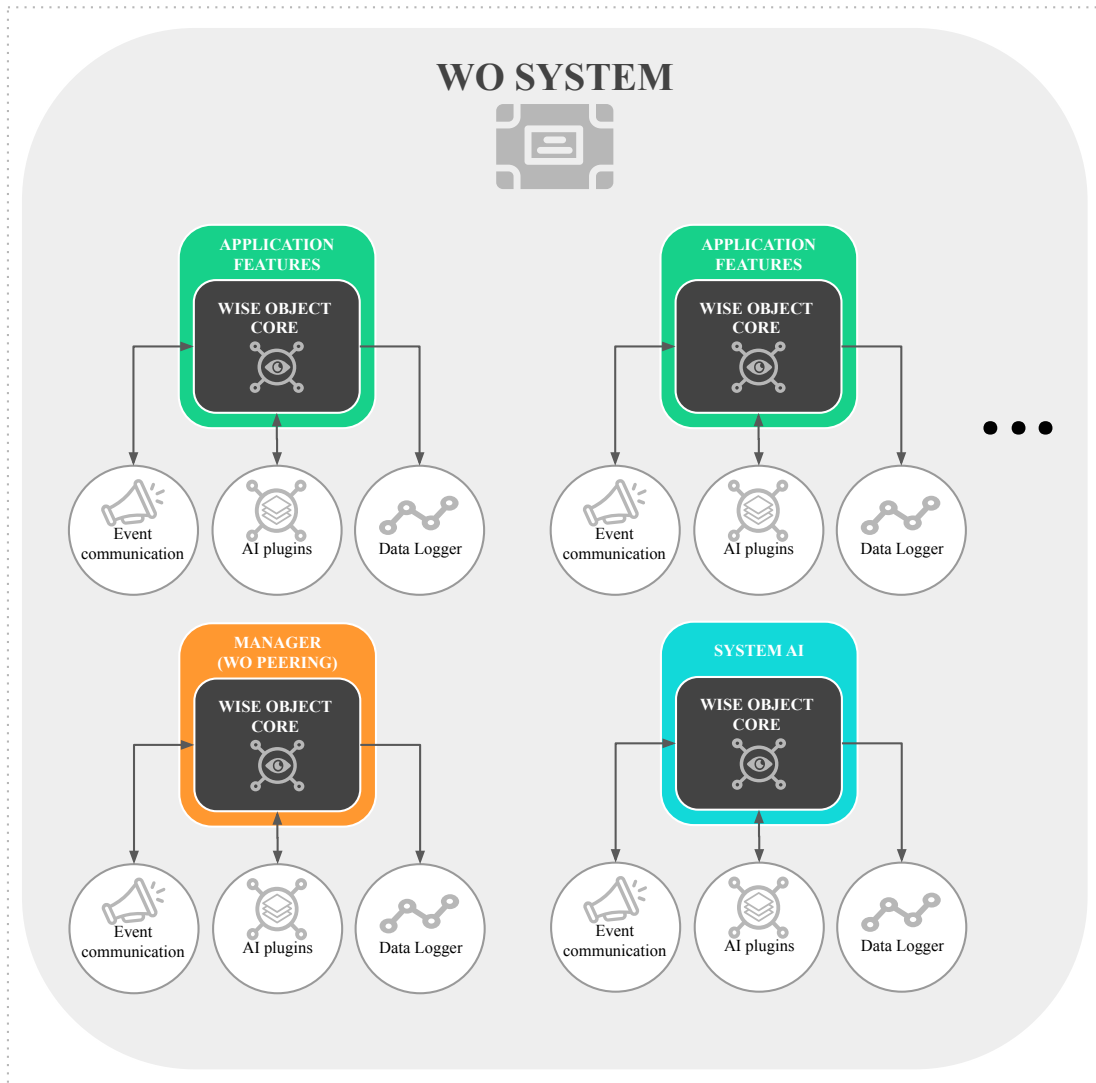 WO SYSTEM
APPLICATION
FEATURES
WISE OBJECT
CORE
Event
communication
AI plugins
Data Logger
APPLICATION
FEATURES
WISE OBJECT
CORE
Event
communication
AI plugins
Data Logger
MANAGER
(WO PEERING)
WISE OBJECT
CORE
Event
communication
AI plugins
Data Logger
SYSTEM AI
WISE OBJECT
CORE
Event
communication
AI plugins
Data Logger